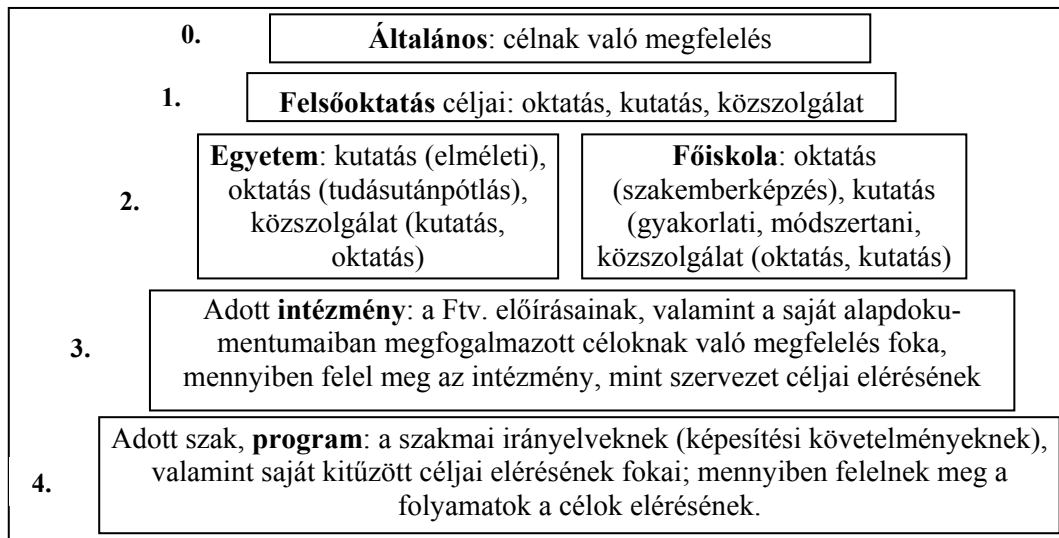 0.
Általános: célnak való megfelelés
1.
Felsőoktatás céljai: oktatás, kutatás, közszolgálat
2.
Egyetem: kutatás (elméleti),
oktatás (tudásutánpótlás),
közszolgálat (kutatás,
oktatás)
Főiskola: oktatás
(szakemberképzés), kutatás
(gyakorlati, módszertani,
közszolgálat (oktatás, kutatás)
3.
Adott intézmény: a Ftv. előírásainak, valamint a saját alapdoku-
mentumaiban megfogalmazott céloknak való megfelelés foka,
mennyiben felel meg az intézmény, mint szervezet céljai elérésének
4.
Adott szak, program: a szakmai irányelveknek (képesítési követelményeknek),
valamint saját kitűzött céljai elérésének fokai; mennyiben felelnek meg a
folyamatok a célok elérésének.